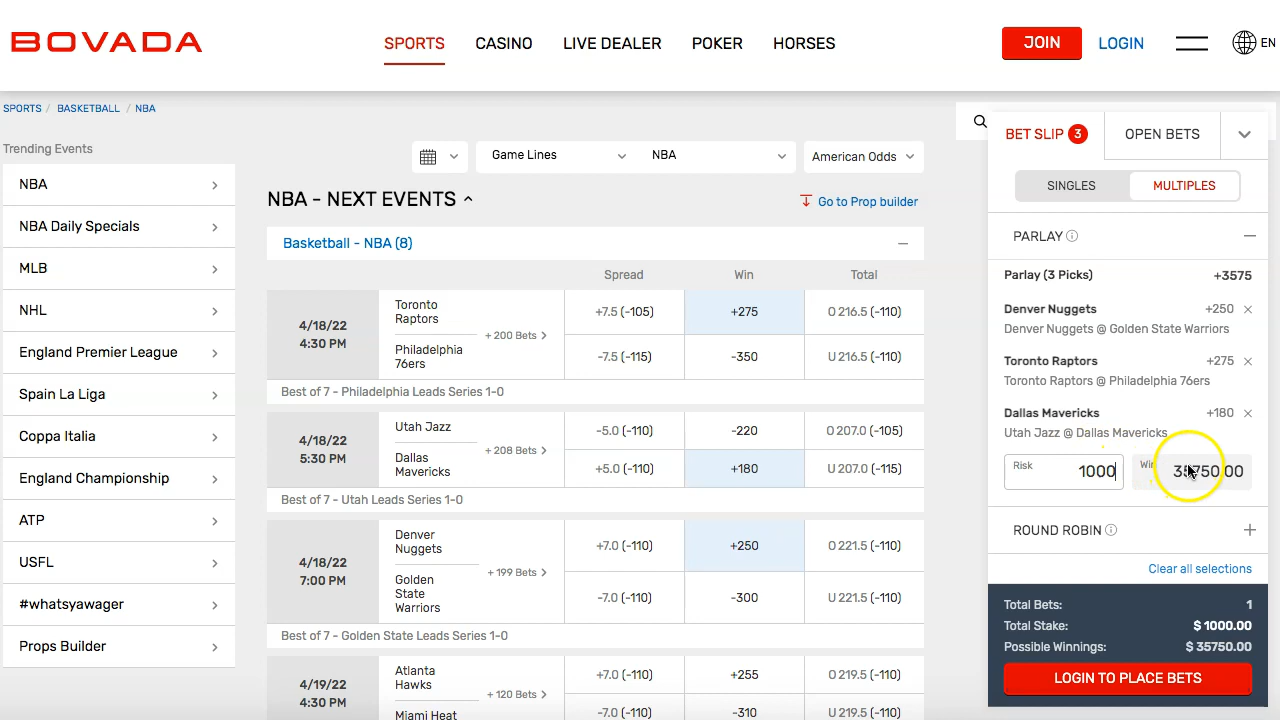 BOVADA
SPORTS CASINO LIVE DEALER POKER HORSES
JOIN LOGIN EN
SPORTS / BASKETBALL / NBA
Trending Events
NBA
NBA Daily Specials
MLB
NHL
England Premier League
Spain La Liga
Coppa Italia
England Championship
ATP
USFL
#whatsyawager
Props Builder
Game Lines NBA American Odds
NBA - NEXT EVENTS Go to Prop builder
Basketball - NBA (8)
Spread Win Total
4/18/22
4:30 PM
Toronto
Raptors
Philadelphia
76ers
+ 200 Bets
+7.5 (-105) +275 O 216.5 (-110)
-7.5 (-115) -350 U 216.5 (-110)
Best of 7 - Philadelphia Leads Series 1-0
4/18/22
5:30 PM
Utah Jazz
Dallas
Mavericks
+ 208 Bets
-5.0 (-110) -220 O 207.0 (-105)
+5.0 (-110) +180 U 207.0 (-115)
Best of 7 - Utah Leads Series 1-0
4/18/22
7:00 PM
Denver
Nuggets
Golden
State
Warriors
+ 199 Bets
+7.0 (-110) +250 O 221.5 (-110)
-7.0 (-110) -300 U 221.5 (-110)
Best of 7 - Golden State Leads Series 1-0
4/19/22
4:30 PM
Atlanta
Hawks
Miami Heat
+ 120 Bets
+7.0 (-110) +255 O 219.5 (-110)
-7.0 (-110) -310 U 219.5 (-110)
BET SLIP 3 OPEN BETS
SINGLES MULTIPLES
PARLAY
Parlay (3 Picks) +3575
Denver Nuggets +250
Denver Nuggets @ Golden State Warriors
Toronto Raptors +275
Toronto Raptors @ Philadelphia 76ers
Dallas Mavericks +180
Utah Jazz @ Dallas Mavericks
Risk 1000 Win 35750.00
ROUND ROBIN
Clear all selections
Total Bets: 1
Total Stake: $ 1000.00
Possible Winnings: $ 35750.00
LOGIN TO PLACE BETS